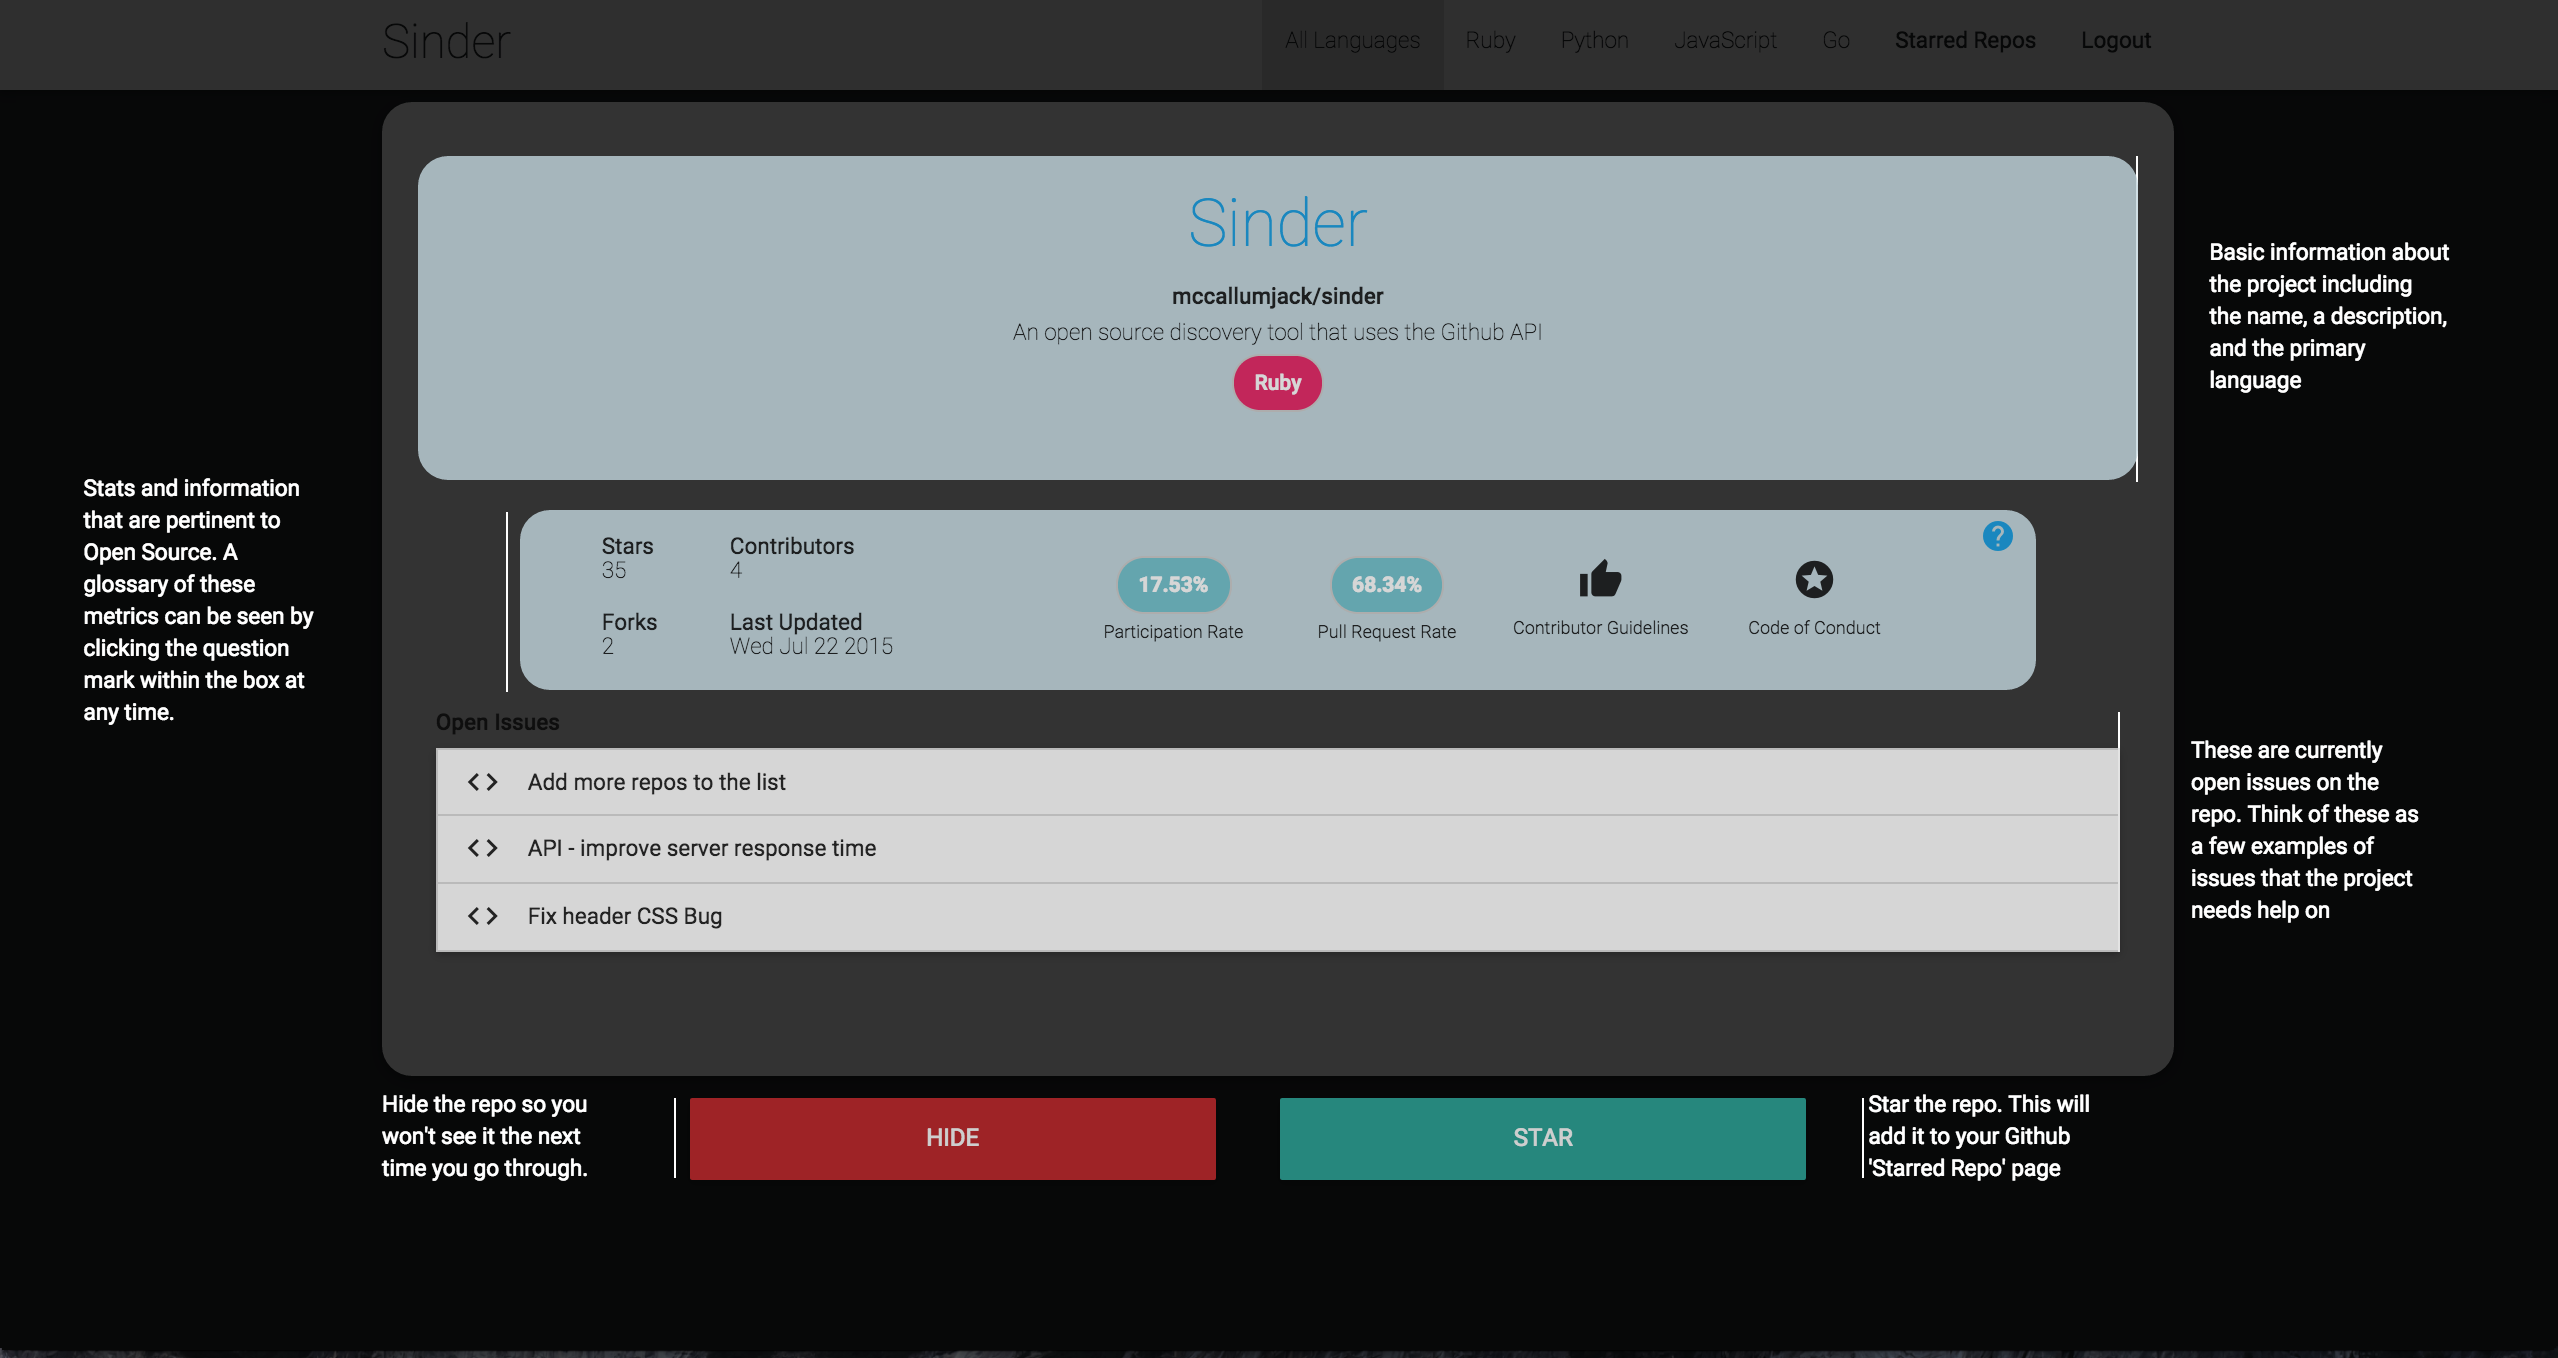 Sinder
All Languages Ruby Python JavaScript Go Starred Repos Logout
Sinder
mccallumjack/sinder
An open source discovery tool that uses the Github API
Ruby
Basic information about
the project including
the name, a description,
and the primary
language
Stats and information
that are pertinent to
Open Source. A
glossary of these
metrics can be seen by
clicking the question
mark within the box at
any time.
Stars
35
Contributors
4
Forks
2
Last Updated
Wed Jul 22 2015
17.53%
Participation Rate
68.34%
Pull Request Rate
Contributor Guidelines
Code of Conduct
?
Open Issues
Add more repos to the list
API - improve server response time
Fix header CSS Bug
These are currently
open issues on the
repo. Think of these as
a few examples of
issues that the project
needs help on
Hide the repo so you
won't see it the next
time you go through.
HIDE
STAR
Star the repo. This will
add it to your Github
'Starred Repo' page